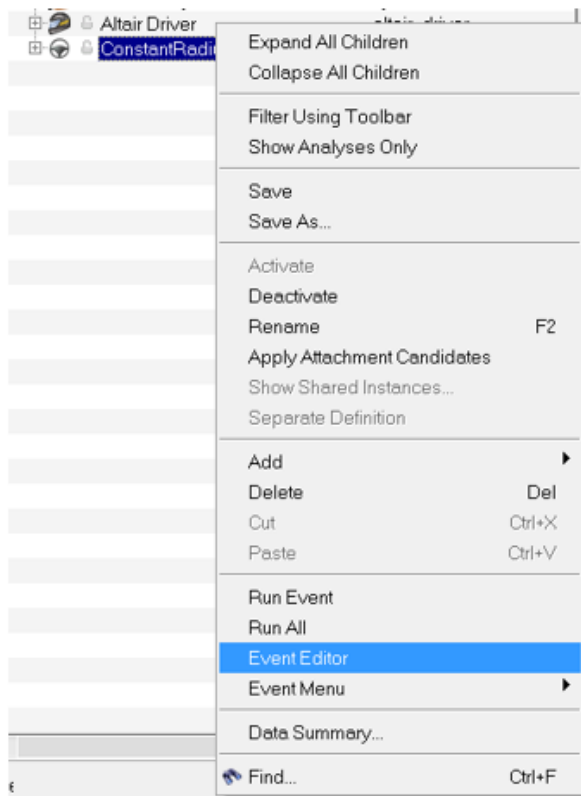 Altair Driver
ConstantRadi
Expand All Children
Collapse All Children
Filter Using Toolbar
Show Analyses Only
Save
Save As...
Activate
Deactivate
Rename F2
Apply Attachment Candidates
Show Shared Instances...
Separate Definition
Add
Delete Del
Cut Ctrl+X
Paste Ctrl+V
Run Event
Run All
Event Editor
Event Menu
Data Summary...
Find... Ctrl+F